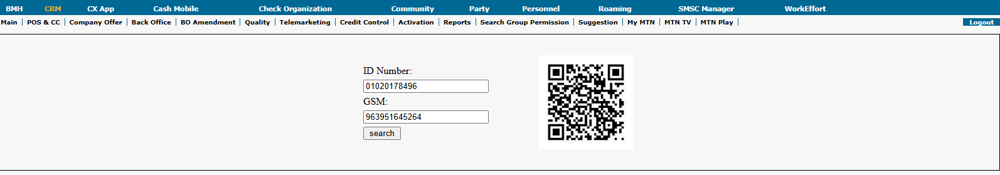 BMH CRM CX App Cash Mobile Check Organization Community Party Personnel Roaming SMSC Manager WorkEffort
Main | POS & CC | Company Offer | Back Office | BO Amendment | Quality | Telemarketing | Credit Control | Activation | Reports | Search Group Permission | Suggestion | My MTN | MTN TV | MTN Play | Logout
ID Number:
01020178496
GSM:
963951645264
search